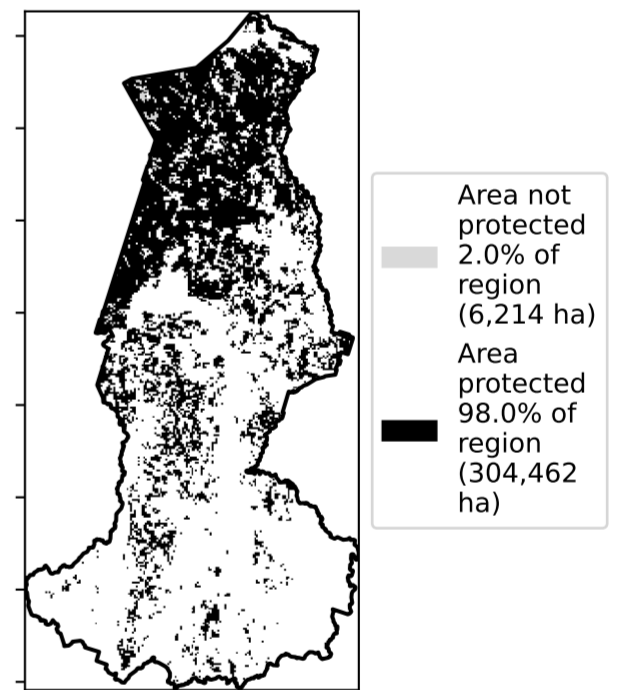 Area not
protected
2.0% of
region
(6,214 ha)
Area
protected
98.0% of
region
(304,462
ha)